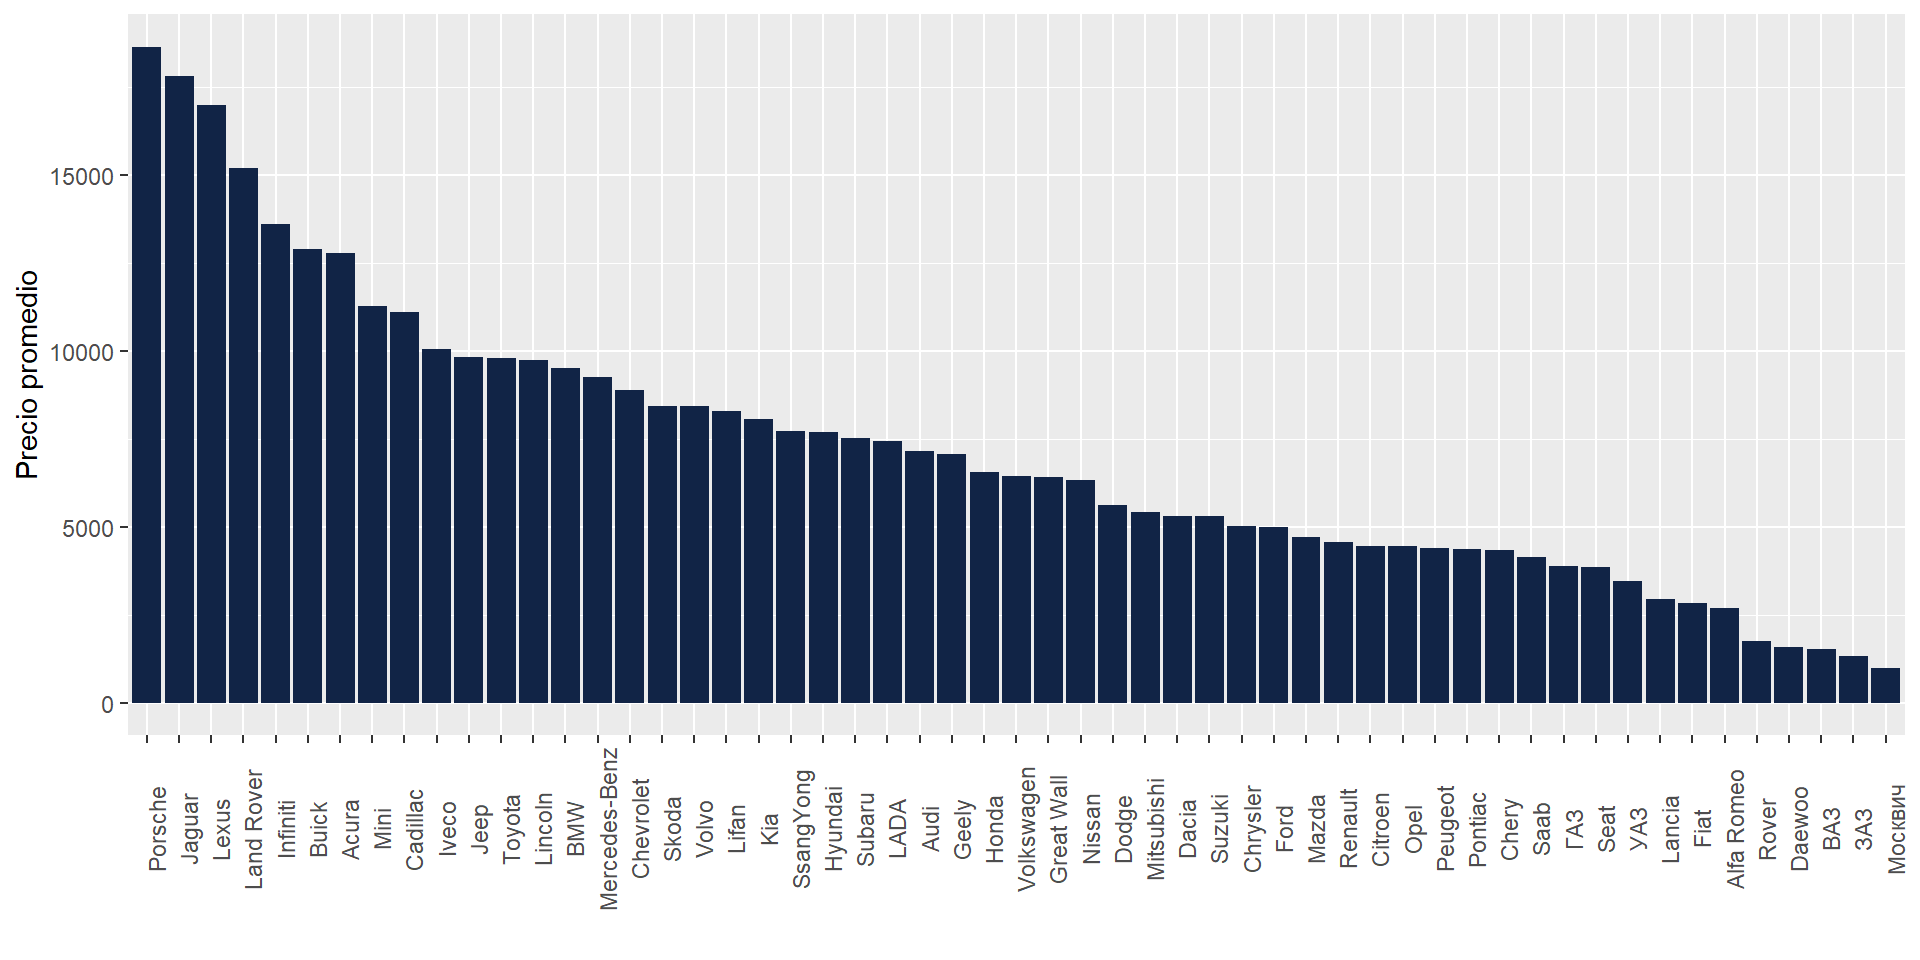 Precio promedio
15000
10000
5000
0
Porsche
Jaguar
Lexus
Land Rover
Infiniti
Buick
Acura
Mini
Cadillac
Iveco
Jeep
Toyota
Lincoln
BMW
Mercedes-Benz
Chevrolet
Skoda
Volvo
Lifan
Kia
SsangYong
Hyundai
Subaru
LADA
Audi
Geely
Honda
Volkswagen
Great Wall
Nissan
Dodge
Mitsubishi
Dacia
Suzuki
Chrysler
Ford
Mazda
Renault
Citroen
Opel
Peugeot
Pontiac
Chery
Saab
ГАЗ
Seat
УАЗ
Lancia
Fiat
Alfa Romeo
Rover
Daewoo
ВАЗ
ЗАЗ
Москвич